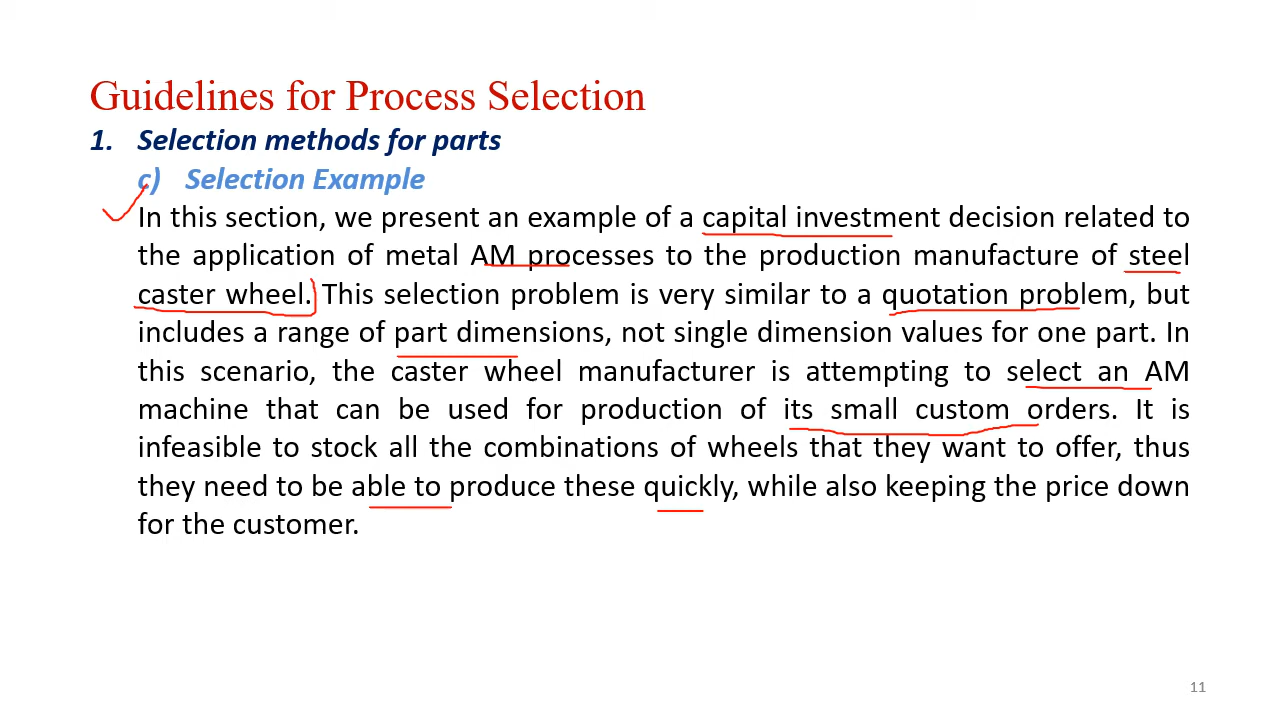 Guidelines for Process Selection
1. Selection methods for parts
c) Selection Example
In this section, we present an example of a capital investment decision related to
the application of metal AM processes to the production manufacture of steel
caster wheel. This selection problem is very similar to a quotation problem, but
includes a range of part dimensions, not single dimension values for one part. In
this scenario, the caster wheel manufacturer is attempting to select an AM
machine that can be used for production of its small custom orders. It is
infeasible to stock all the combinations of wheels that they want to offer, thus
they need to be able to produce these quickly, while also keeping the price down
for the customer.
11